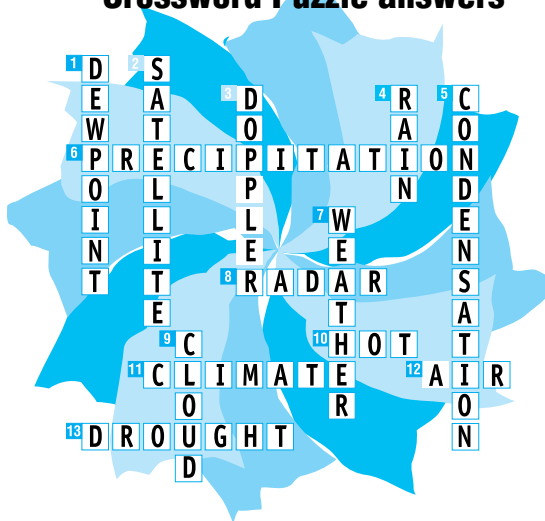 Crossword Puzzle answers
1 DEWPOINT
2 SATELLITE
3 DOPPLER
4 RAIN
5 CONDENSATION
6 PRECIPITATION
7 WEATHER
8 RADAR
9 CLOUD
10 HOT
11 CLIMATE
12 AIR
13 DROUGHT